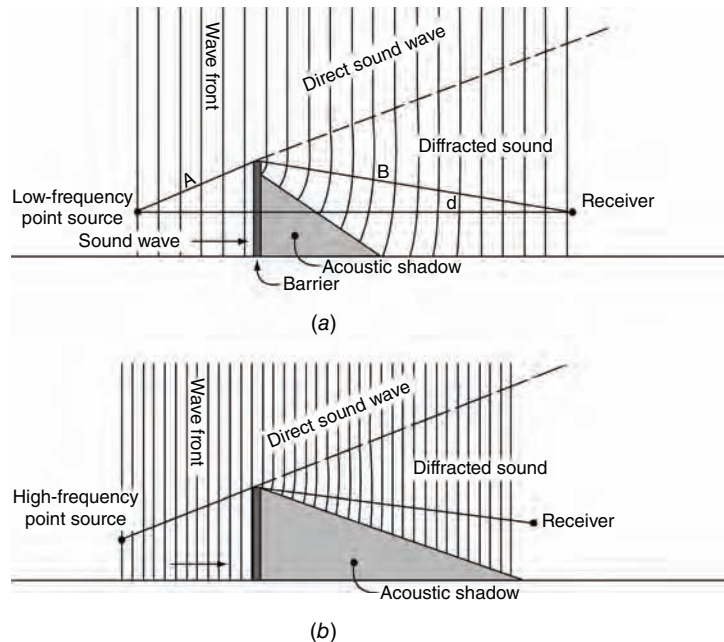 Wave front
Direct sound wave
Diffracted sound
A
B
Low-frequency
point source
d
Receiver
Sound wave
Acoustic shadow
Barrier
(a)
Wave front
Direct sound wave
Diffracted sound
High-frequency
point source
Receiver
Acoustic shadow
(b)